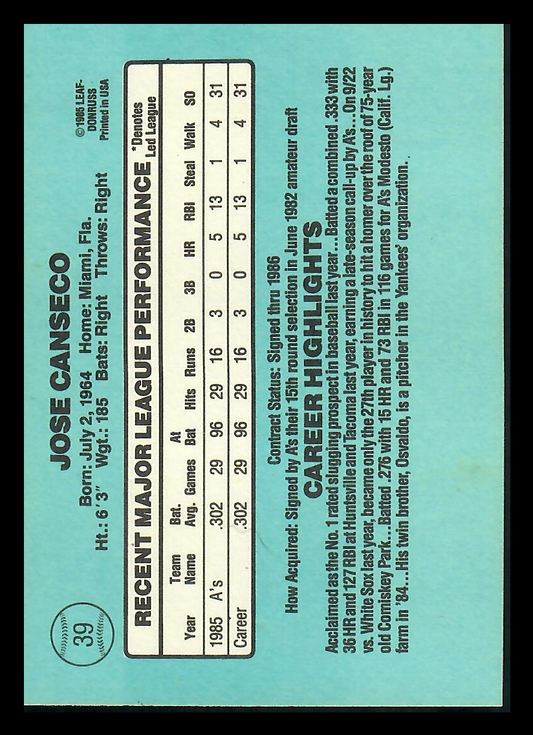 39
JOSE CANSECO
Born: July 2, 1964 Home: Miami, Fla.
Ht.: 6´3˝ Wgt.: 185 Bats: Right Throws: Right
©1985 LEAF-
DONRUSS
Printed in USA
RECENT MAJOR LEAGUE PERFORMANCE
*Denotes
Led League
Year Team Name Bat. Avg. Games At Bat Hits Runs 2B 3B HR RBI Steal Walk SO
1985 A's .302 29 96 29 16 3 0 5 13 1 4 31
Career .302 29 96 29 16 3 0 5 13 1 4 31
Contract Status: Signed thru 1986
How Acquired: Signed by A's their 15th round selection in June 1982 amateur draft
CAREER HIGHLIGHTS
Acclaimed as the No. 1 rated slugging prospect in baseball last year...Batted a combined .333 with
36 HR and 127 RBI at Huntsville and Tacoma last year, earning a late-season call-up by A's...On 9/22
vs. White Sox last year, became only the 27th player in history to hit a homer over the roof of 75-year
old Comiskey Park...Batted .276 with 15 HR and 73 RBI in 116 games for A's Modesto (Calif. Lg.)
farm in '84...His twin brother, Osvaldo, is a pitcher in the Yankees' organization.